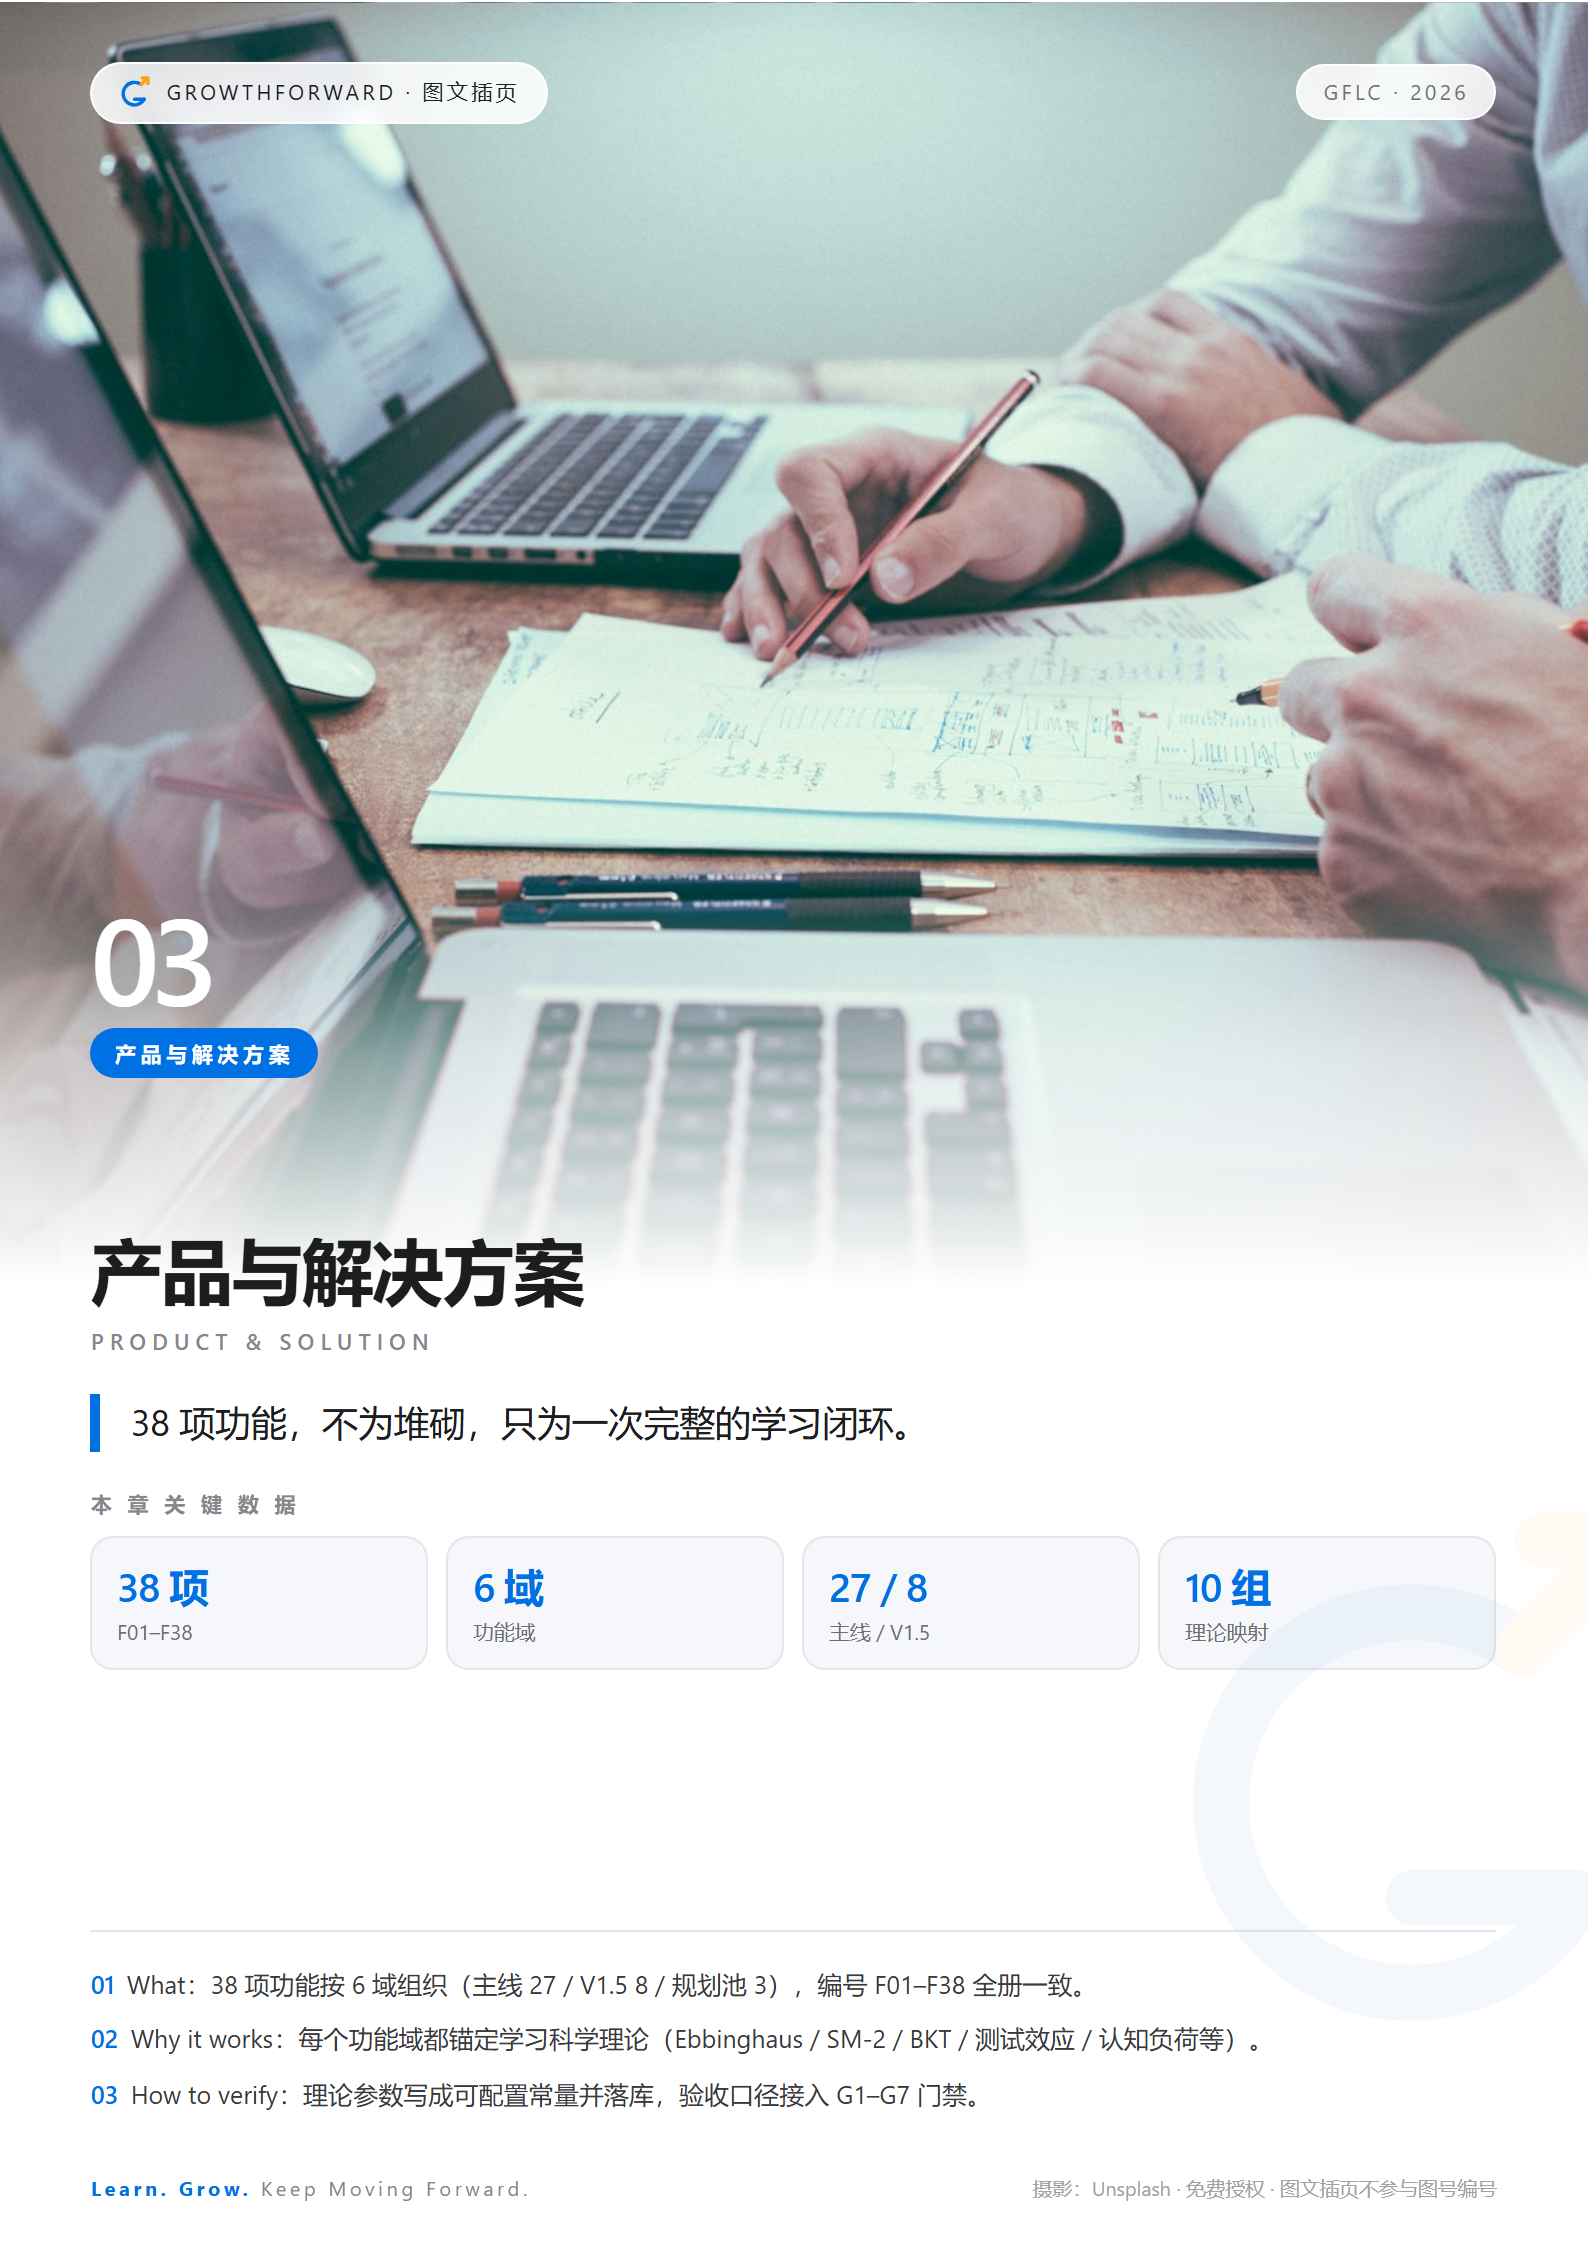 GROWTHFORWARD · 图文插页
GFLC · 2026
03
产品与解决方案
产品与解决方案
PRODUCT & SOLUTION
38 项功能，不为堆砌，只为一次完整的学习闭环。
本章关键数据
38 项
F01–F38
6 域
功能域
27 / 8
主线 / V1.5
10 组
理论映射
01 What：38 项功能按 6 域组织（主线 27 / V1.5 8 / 规划池 3），编号 F01–F38 全册一致。
02 Why it works：每个功能域都锚定学习科学理论（Ebbinghaus / SM-2 / BKT / 测试效应 / 认知负荷等）。
03 How to verify：理论参数写成可配置常量并落库，验收口径接入 G1–G7 门禁。
Learn. Grow. Keep Moving Forward.
摄影：Unsplash · 免费授权 · 图文插页不参与图号编号